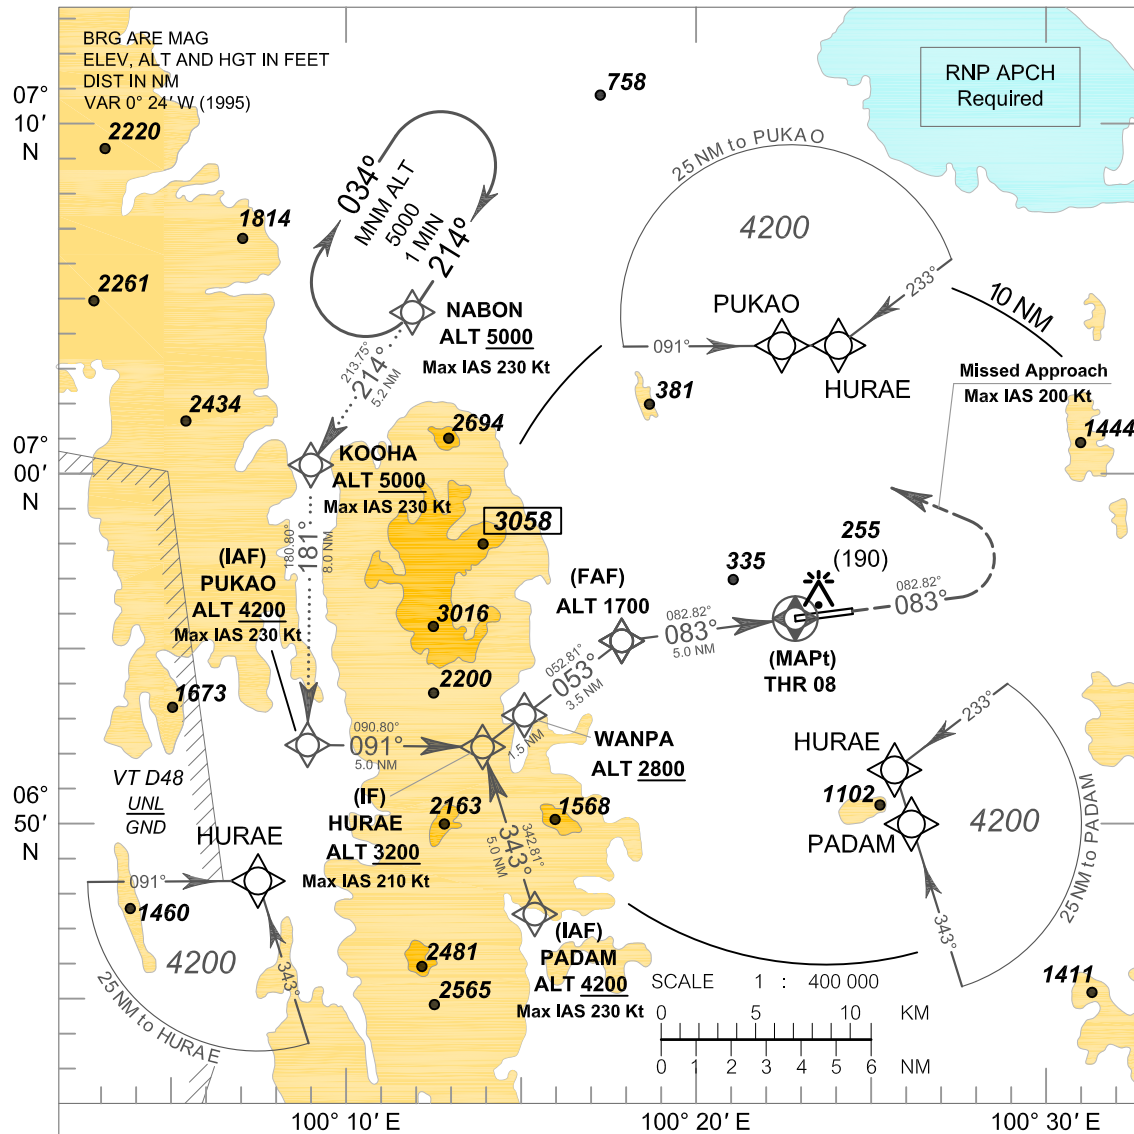 BRG ARE MAG
ELEV, ALT AND HGT IN FEET
DIST IN NM
VAR 0° 24' W (1995)
RNP APCH
Required
07°
10'
N
2220
758
1814
2261
034°
MNM ALT
5000
1 MIN
214°
25 NM to PUKAO
4200
233°
PUKAO
091°
HURAE
10 NM
NABON
ALT 5000
Max IAS 230 Kt
213.75°
214°
5.2 NM
Missed Approach
Max IAS 200 Kt
381
2434
2694
1444
07°
00'
N
KOOHA
ALT 5000
Max IAS 230 Kt
3058
180.80°
181°
8.0 NM
(IAF)
PUKAO
ALT 4200
Max IAS 230 Kt
255
(190)
335
(FAF)
ALT 1700
082.82°
083°
5.0 NM
082.82°
083°
3016
(MAPt)
THR 08
2200
1673
052.81°
053°
3.5 NM
1.5 NM
090.80°
091°
5.0 NM
WANPA
ALT 2800
233°
HURAE
1102
PADAM
4200
25 NM to PADAM
343°
06°
50'
N
VT D48
UNL
GND
(IF)
HURAE
ALT 3200
Max IAS 210 Kt
2163
1568
342.81°
343°
5.0 NM
HURAE
091°
1460
4200
343°
25 NM to HURAE
(IAF)
PADAM
ALT 4200
Max IAS 230 Kt
2481
2565
1411
SCALE 1 : 400 000
0 5 10 KM
0 1 2 3 4 5 6 NM
100° 10' E
100° 20' E
100° 30' E